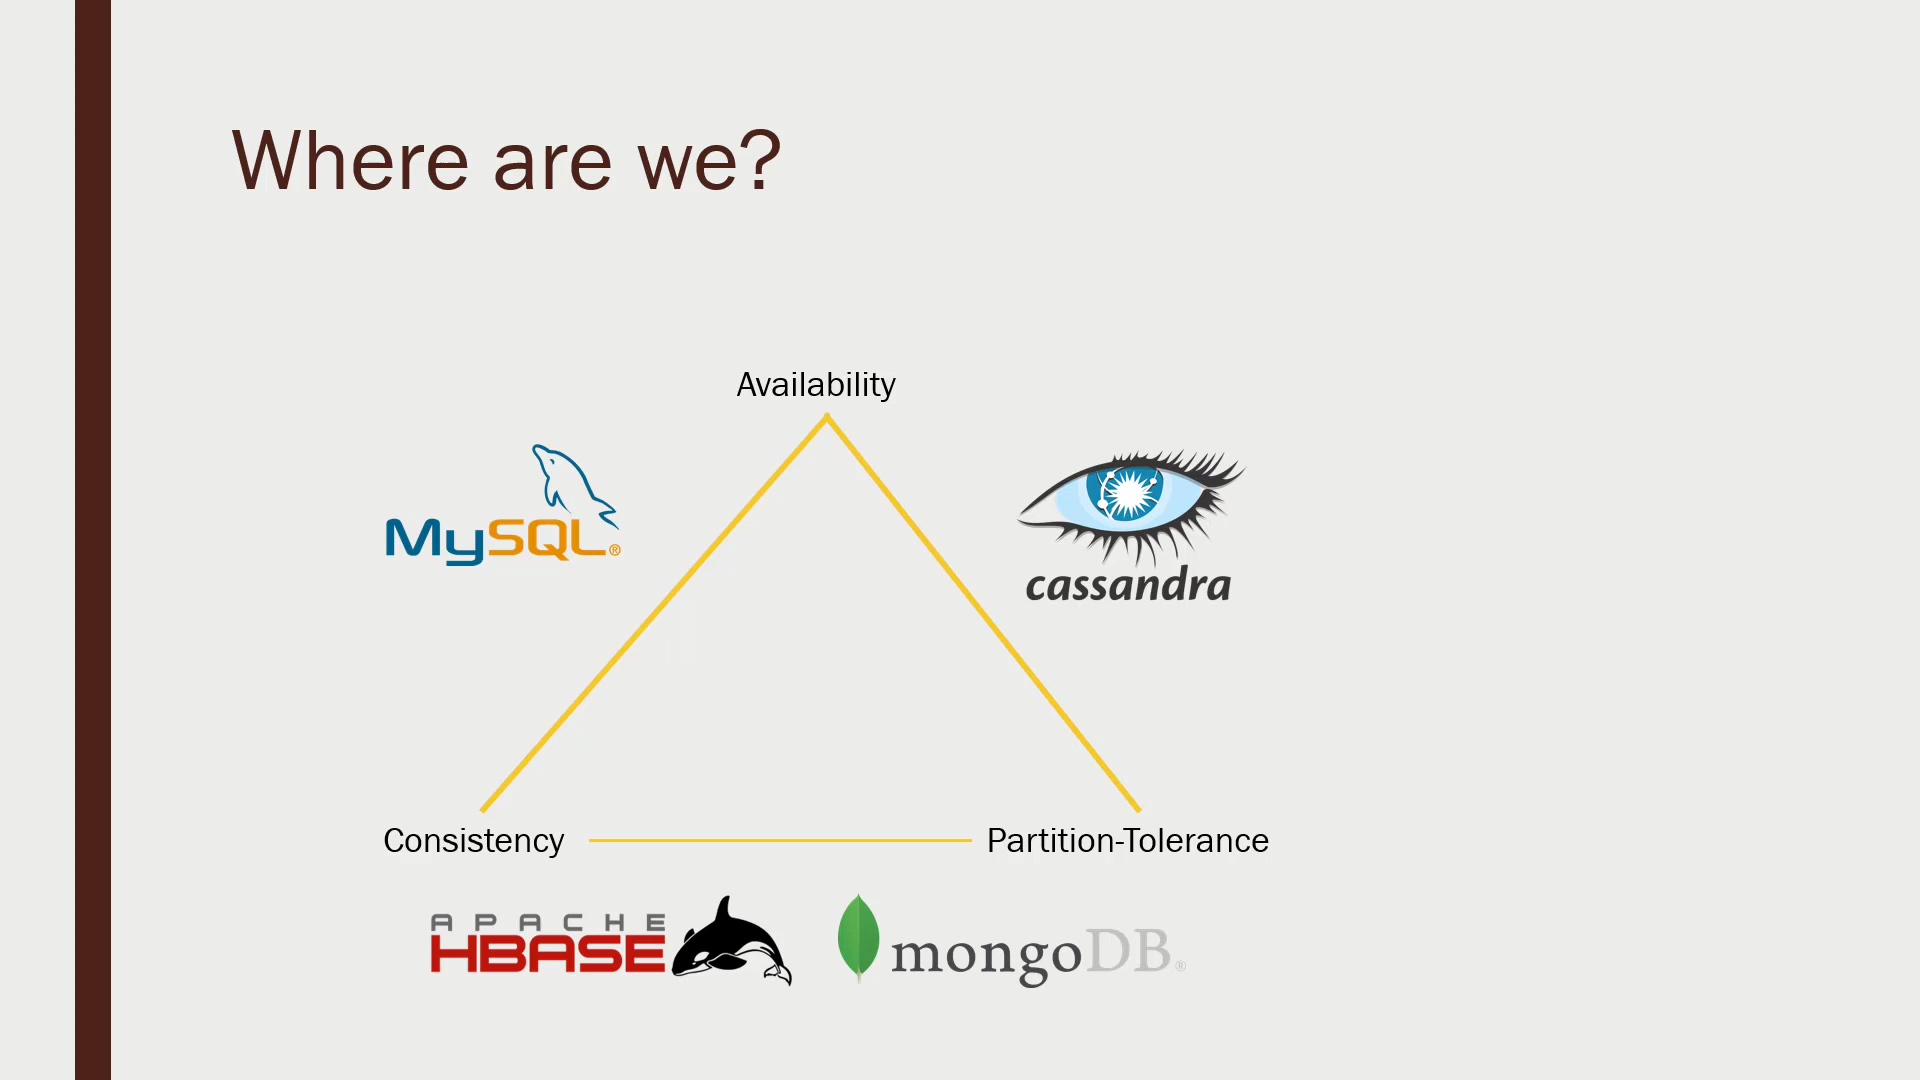 Where are we?
Availability
MySQL®
cassandra
Consistency
Partition-Tolerance
APACHE
HBASE
mongoDB®